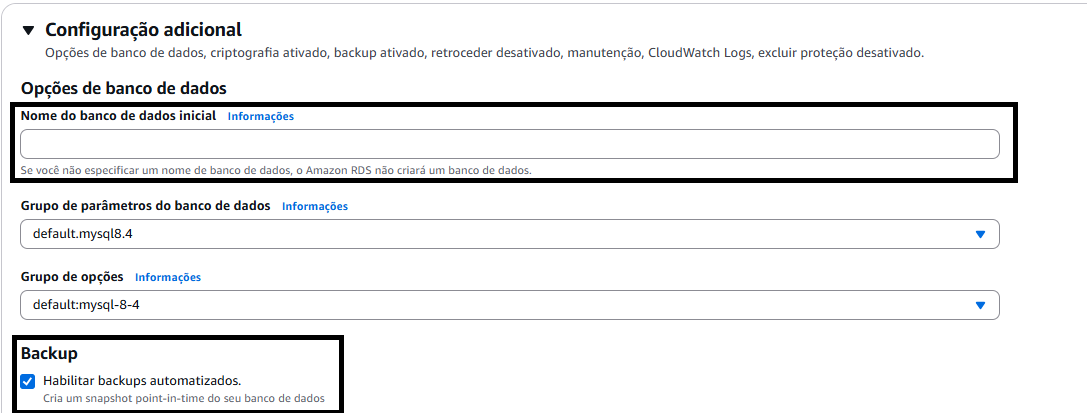 Configuração adicional
Opções de banco de dados, criptografia ativado, backup ativado, retroceder desativado, manutenção, CloudWatch Logs, excluir proteção desativado.
Opções de banco de dados
Nome do banco de dados inicial Informações
Se você não especificar um nome de banco de dados, o Amazon RDS não criará um banco de dados.
Grupo de parâmetros do banco de dados Informações
default.mysql8.4
Grupo de opções Informações
default:mysql-8-4
Backup
Habilitar backups automatizados.
Cria um snapshot point-in-time do seu banco de dados